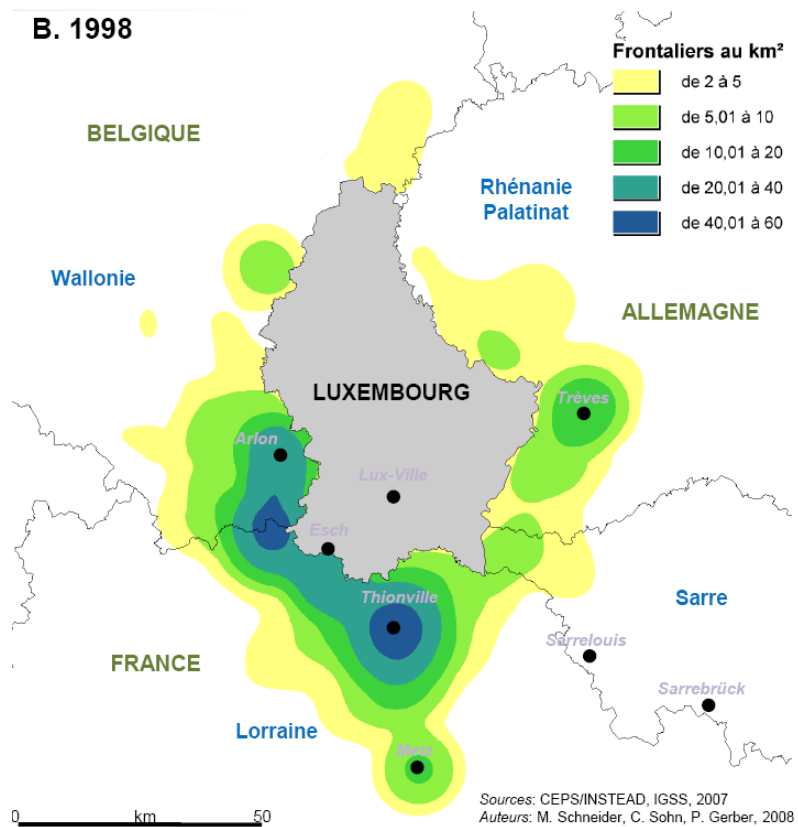 B. 1998
Frontaliers au km²
de 2 à 5
de 5,01 à 10
de 10,01 à 20
de 20,01 à 40
de 40,01 à 60
BELGIQUE
Rhénanie
Palatinat
Wallonie
ALLEMAGNE
LUXEMBOURG
Trèves
Arlon
Lux-Ville
Esch
Thionville
Sarre
Sarrelouis
FRANCE
Sarrebrück
Lorraine
Metz
0 km 50
Sources: CEPS/INSTEAD, IGSS, 2007
Auteurs: M. Schneider, C. Sohn, P. Gerber, 2008